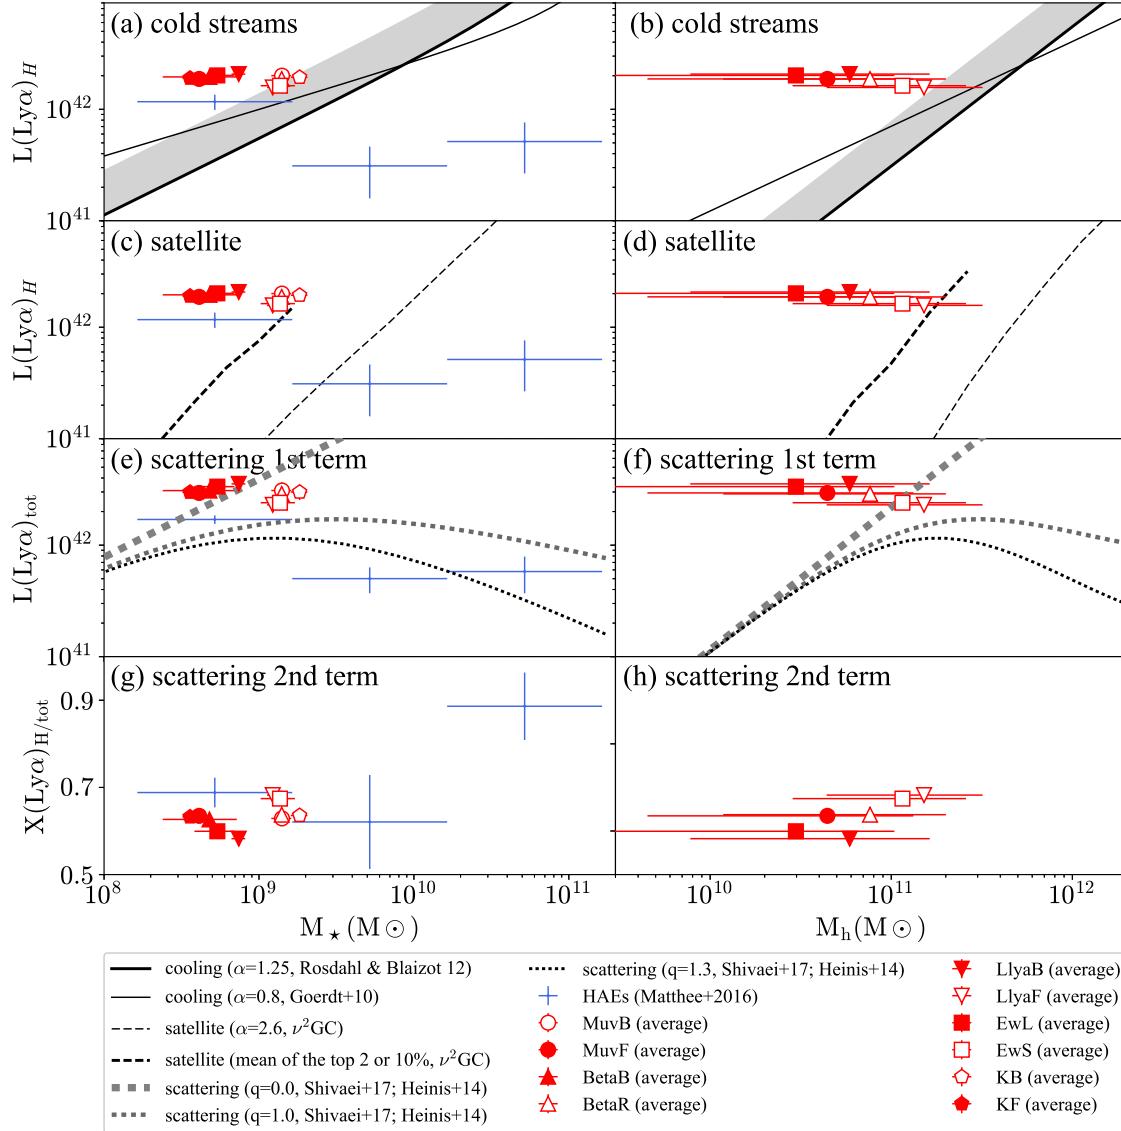 (a) cold streams
(b) cold streams
L(Lyα)H
10^42
10^41
(c) satellite
(d) satellite
L(Lyα)H
10^42
10^41
(e) scattering 1st term
(f) scattering 1st term
L(Lyα)tot
10^42
10^41
(g) scattering 2nd term
(h) scattering 2nd term
X(Lyα)H/tot
0.9
0.7
0.5
10^8 10^9 10^10 10^11
10^10 10^11 10^12
M⋆(M⊙)
Mh(M⊙)
cooling (α=1.25, Rosdahl & Blaizot 12)
cooling (α=0.8, Goerdt+10)
satellite (α=2.6, ν²GC)
satellite (mean of the top 2 or 10%, ν²GC)
scattering (q=0.0, Shivaei+17; Heinis+14)
scattering (q=1.0, Shivaei+17; Heinis+14)
scattering (q=1.3, Shivaei+17; Heinis+14)
HAEs (Matthee+2016)
MuvB (average)
MuvF (average)
BetaB (average)
BetaR (average)
LlyaB (average)
LlyaF (average)
EwL (average)
EwS (average)
KB (average)
KF (average)